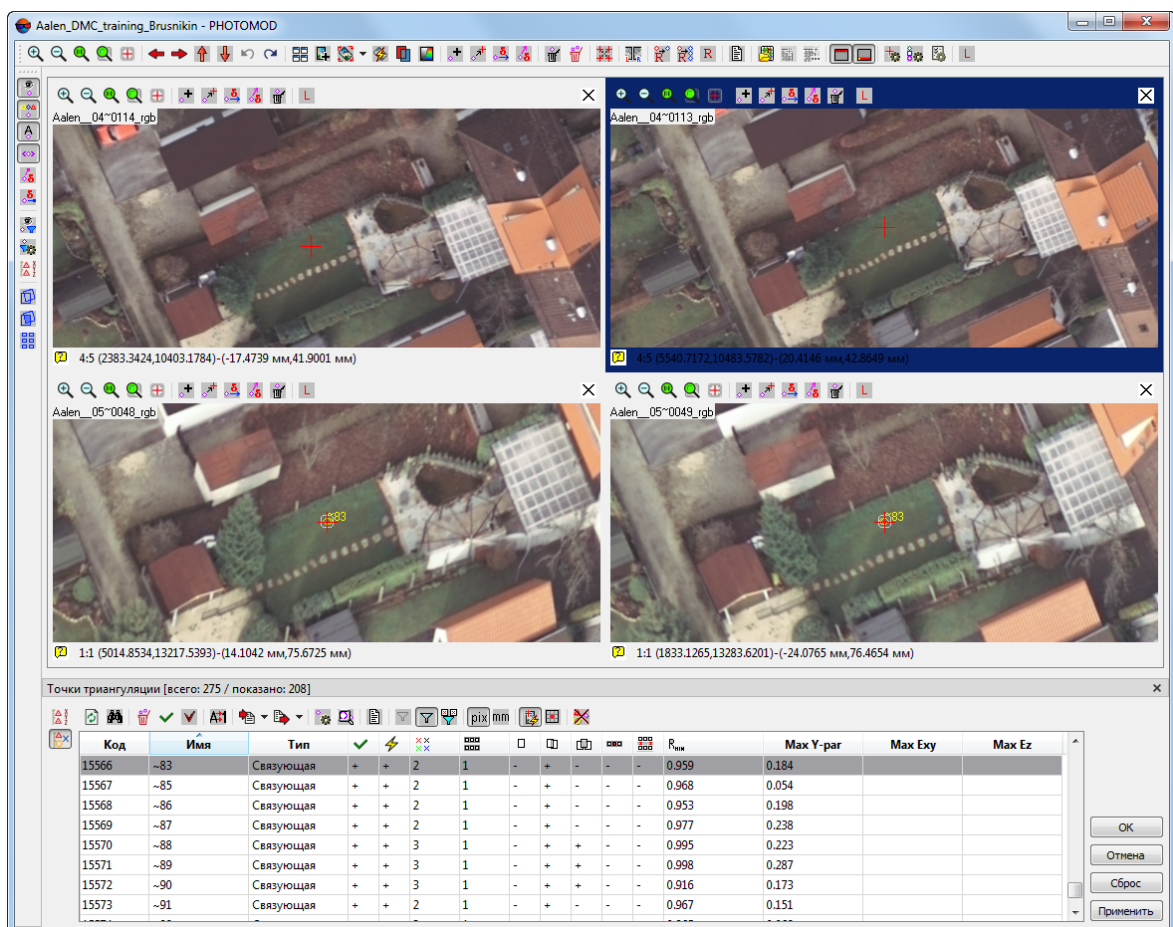 Aalen_DMC_training_Brusnikin - PHOTOMOD
R L
L L
Aalen__04~0114_rgb Aalen__04~0113_rgb
4:5 (2383.3424,10403.1784)-(-17.4739 мм,41.9001 мм) 4:5 (5540.7172,10483.5782)-(20.4146 мм,42.8649 мм)
L L
Aalen__05~0048_rgb Aalen__05~0049_rgb
~83 ~83
1:1 (5014.8534,13217.5393)-(14.1042 мм,75.6725 мм) 1:1 (1833.1265,13283.6201)-(-24.0765 мм,76.4654 мм)
Точки триангуляции [всего: 275 / показано: 208]
pix mm
Код Имя Тип Rмин Max Y-par Max Exy Max Ez
15566 ~83 Связующая + + 2 1 - + - - - 0.959 0.184
15567 ~85 Связующая + + 2 1 - + - - - 0.968 0.054
15568 ~86 Связующая + + 2 1 - + - - - 0.953 0.198
15569 ~87 Связующая + + 2 1 - + - - - 0.977 0.238
15570 ~88 Связующая + + 3 1 - + + - - 0.995 0.223
15571 ~89 Связующая + + 3 1 - + + - - 0.998 0.287
15572 ~90 Связующая + + 3 1 - + + - - 0.916 0.173
15573 ~91 Связующая + + 2 1 - + - - - 0.967 0.151
OK
Отмена
Сброс
Применить